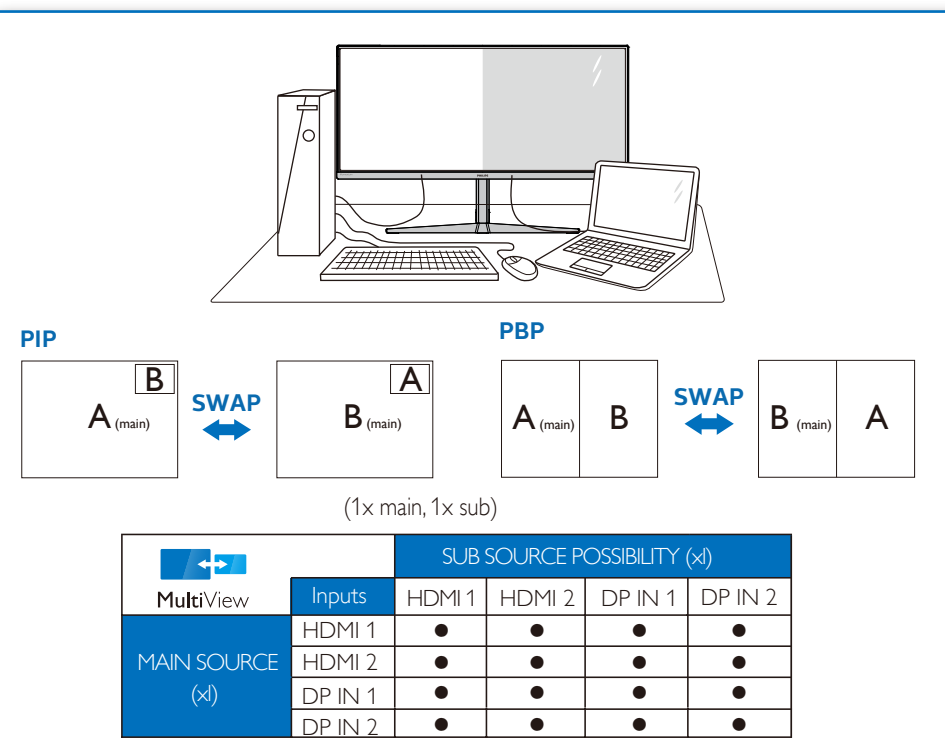 PIP
PBP
B
A (main)
SWAP
A
B (main)
A (main)
B
SWAP
B (main)
A
(1x main, 1x sub)
MultiView
SUB SOURCE POSSIBILITY (xl)
Inputs
HDMI 1
HDMI 2
DP IN 1
DP IN 2
MAIN SOURCE
(xl)
HDMI 1 ● ● ● ●
HDMI 2 ● ● ● ●
DP IN 1 ● ● ● ●
DP IN 2 ● ● ● ●